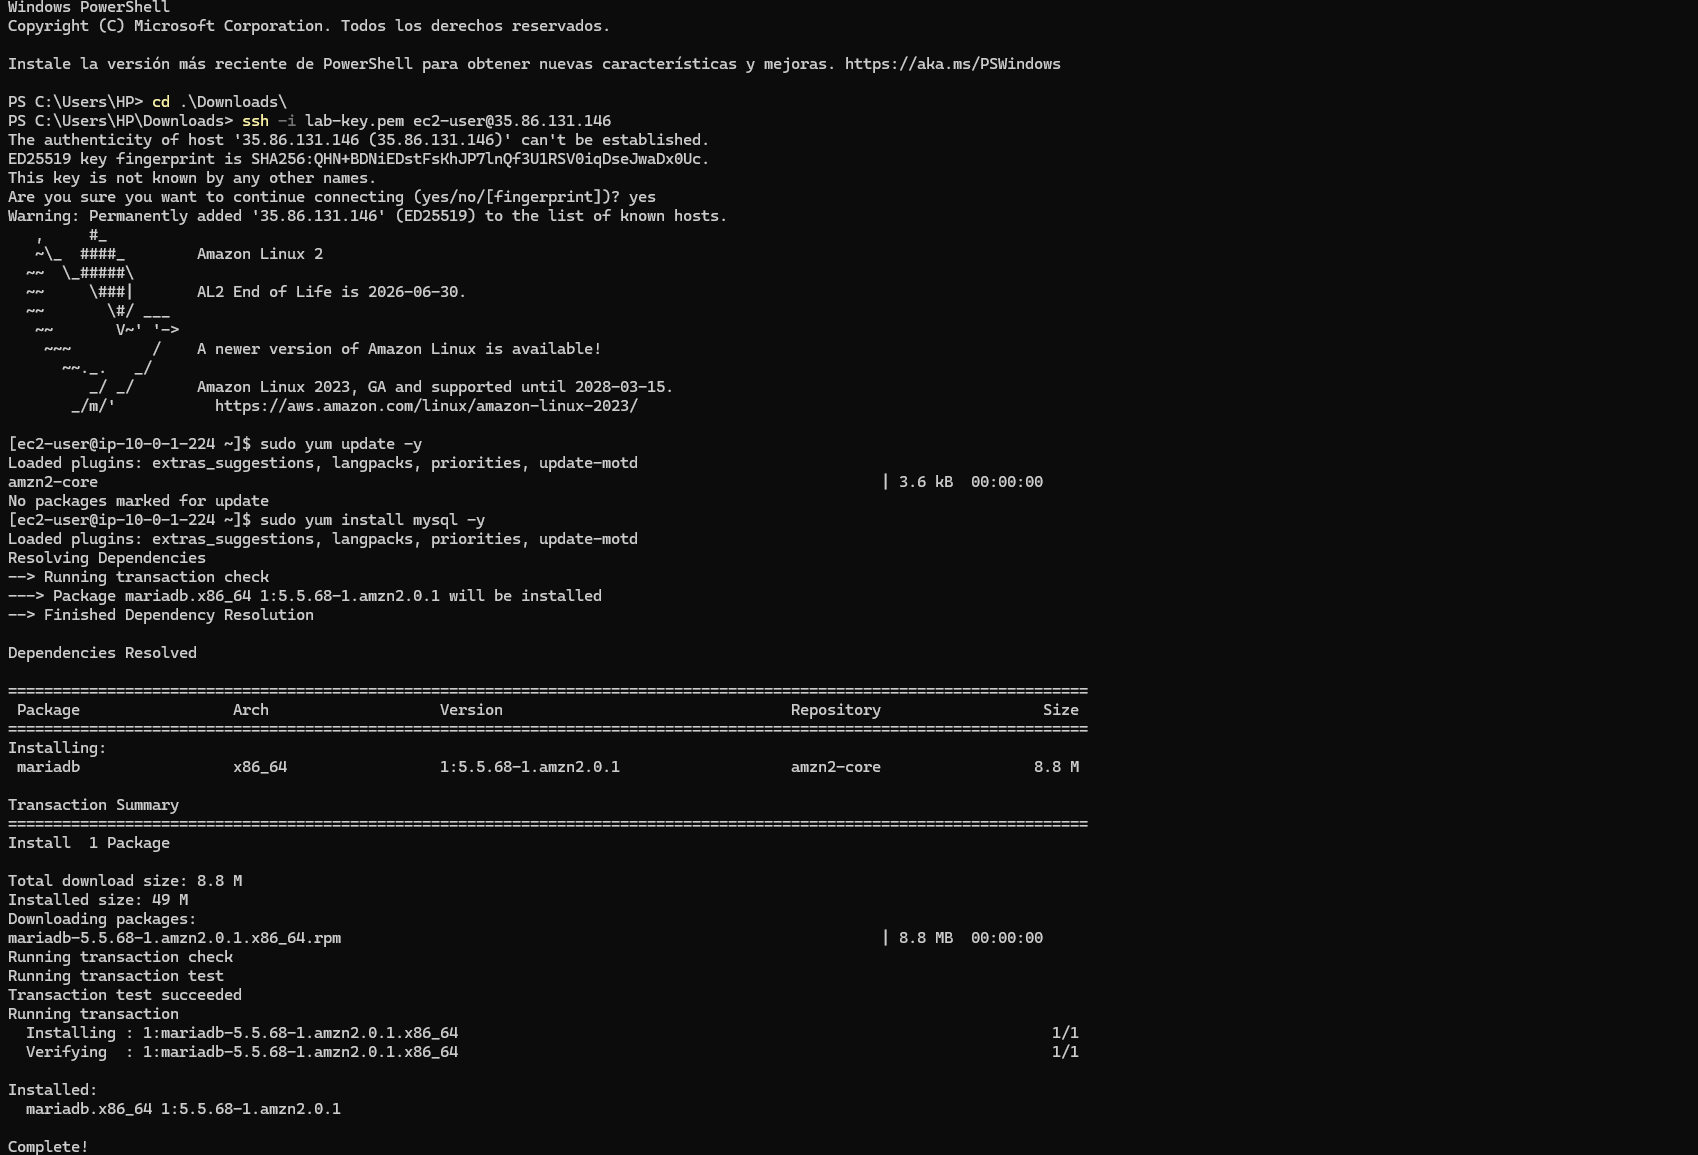 Windows PowerShell
Copyright (C) Microsoft Corporation. Todos los derechos reservados.
Instale la versión más reciente de PowerShell para obtener nuevas características y mejoras. https://aka.ms/PSWindows
PS C:\Users\HP> cd .\Downloads\
PS C:\Users\HP\Downloads> ssh -i lab-key.pem ec2-user@35.86.131.146
The authenticity of host '35.86.131.146 (35.86.131.146)' can't be established.
ED25519 key fingerprint is SHA256:QHN+BDNiEDstFsKhJP7lnQf3U1RSV0iqDseJwaDx0Uc.
This key is not known by any other names.
Are you sure you want to continue connecting (yes/no/[fingerprint])? yes
Warning: Permanently added '35.86.131.146' (ED25519) to the list of known hosts.
   ,     #_
   ~\_  ####_        Amazon Linux 2
  ~~  \_#####\
  ~~     \###|       AL2 End of Life is 2026-06-30.
  ~~       \#/ ___
   ~~       V~' '->
    ~~~         /    A newer version of Amazon Linux is available!
      ~~._.   _/
         _/ _/       Amazon Linux 2023, GA and supported until 2028-03-15.
       _/m/'           https://aws.amazon.com/linux/amazon-linux-2023/
[ec2-user@ip-10-0-1-224 ~]$ sudo yum update -y
Loaded plugins: extras_suggestions, langpacks, priorities, update-motd
amzn2-core | 3.6 kB  00:00:00
No packages marked for update
[ec2-user@ip-10-0-1-224 ~]$ sudo yum install mysql -y
Loaded plugins: extras_suggestions, langpacks, priorities, update-motd
Resolving Dependencies
--> Running transaction check
---> Package mariadb.x86_64 1:5.5.68-1.amzn2.0.1 will be installed
--> Finished Dependency Resolution
Dependencies Resolved
========================================================================================================================
Package Arch Version Repository Size
========================================================================================================================
Installing:
mariadb x86_64 1:5.5.68-1.amzn2.0.1 amzn2-core 8.8 M
Transaction Summary
========================================================================================================================
Install  1 Package
Total download size: 8.8 M
Installed size: 49 M
Downloading packages:
mariadb-5.5.68-1.amzn2.0.1.x86_64.rpm | 8.8 MB  00:00:00
Running transaction check
Running transaction test
Transaction test succeeded
Running transaction
  Installing : 1:mariadb-5.5.68-1.amzn2.0.1.x86_64 1/1
  Verifying  : 1:mariadb-5.5.68-1.amzn2.0.1.x86_64 1/1
Installed:
  mariadb.x86_64 1:5.5.68-1.amzn2.0.1
Complete!